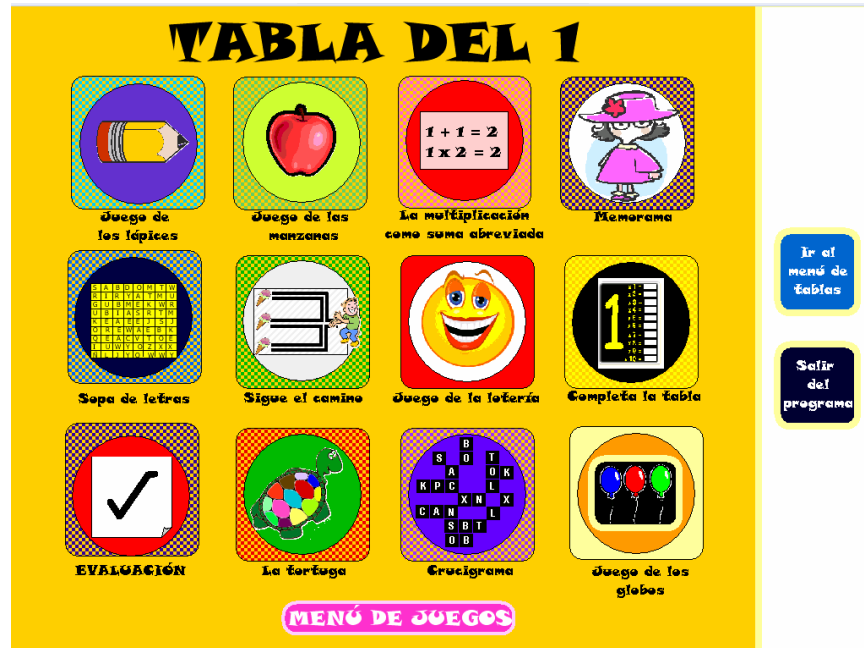 TABLA DEL 1
1 + 1 = 2
1 x 2 = 2
Juego de
los lápices
Juego de las
manzanas
La multiplicación
como suma abreviada
Memorama
Ir al
menú de
tablas
1
Sopa de letras
Sigue el camino
Juego de la lotería
Completa la tabla
Salir
del
programa
B
S O T
A O K
K P C L
X N X
C A N L
S B T
O B
EVALUACIÓN
La tortuga
Crucigrama
Juego de los
globos
MENÚ DE JUEGOS